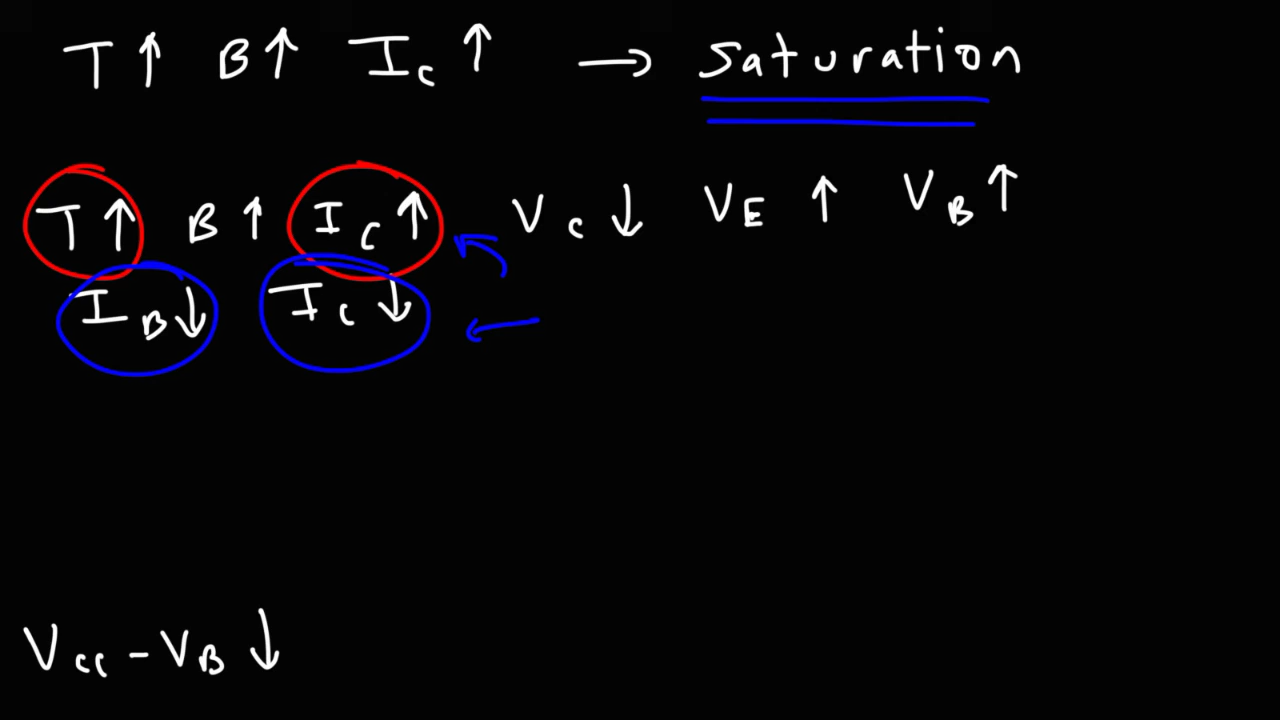 T↑ B↑ Ic↑ → Saturation
T↑ B↑ Ic↑ Vc↓ VE↑ VB↑
IB↓ Ic↓
Vcc - VB↓